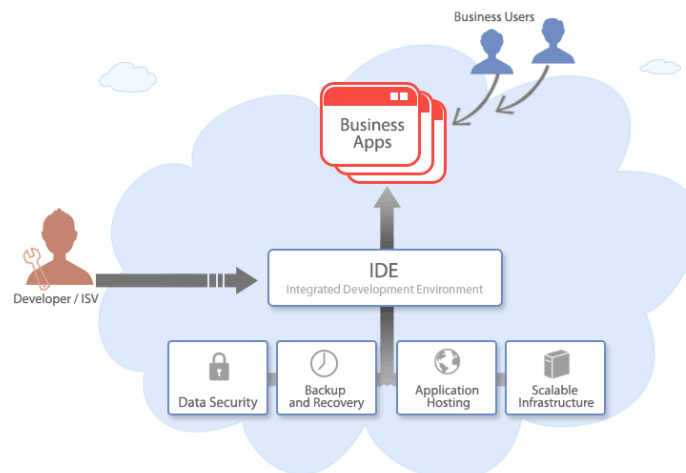 Business Users
Business
Apps
IDE
Integrated Development Environment
Developer / ISV
Data Security
Backup
and Recovery
Application
Hosting
Scalable
Infrastructure